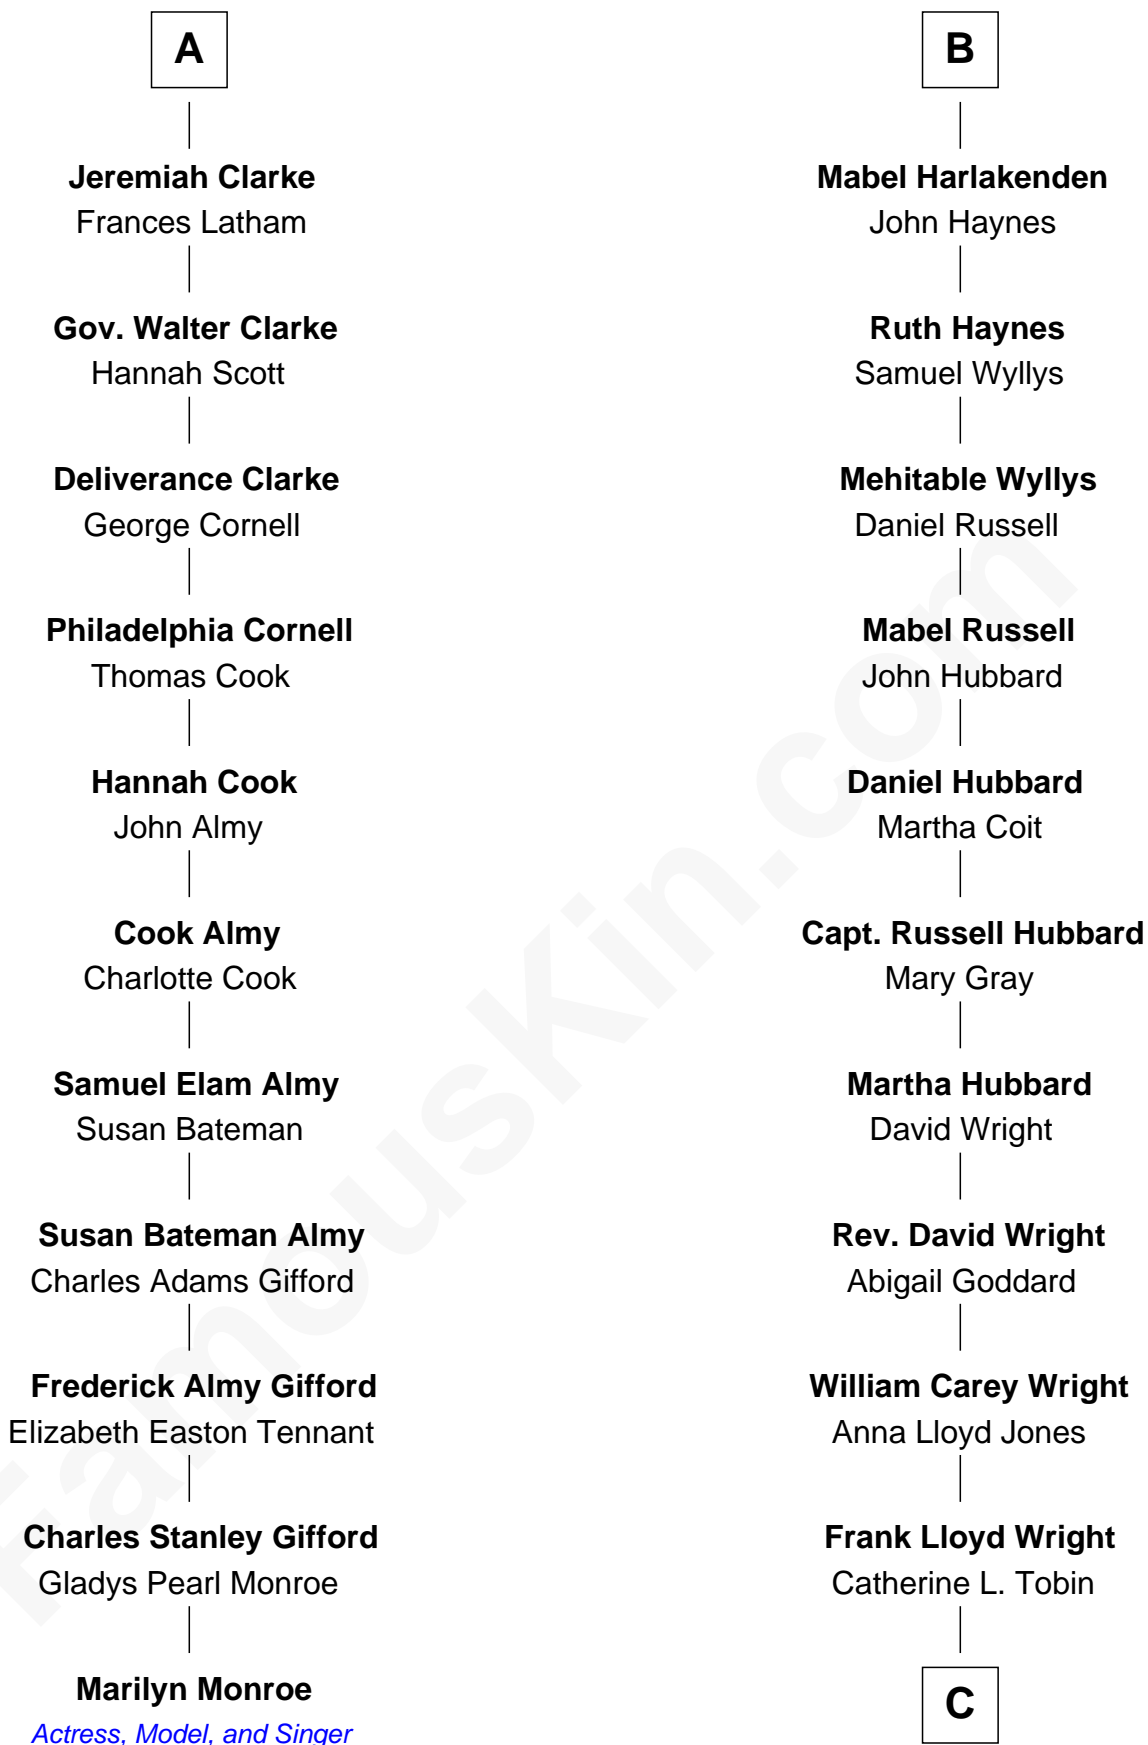 A
Jeremiah Clarke
Frances Latham
Gov. Walter Clarke
Hannah Scott
Deliverance Clarke
George Cornell
Philadelphia Cornell
Thomas Cook
Hannah Cook
John Almy
Cook Almy
Charlotte Cook
Samuel Elam Almy
Susan Bateman
Susan Bateman Almy
Charles Adams Gifford
Frederick Almy Gifford
Elizabeth Easton Tennant
Charles Stanley Gifford
Gladys Pearl Monroe
Marilyn Monroe
Actress, Model, and Singer
B
Mabel Harlakenden
John Haynes
Ruth Haynes
Samuel Wyllys
Mehitable Wyllys
Daniel Russell
Mabel Russell
John Hubbard
Daniel Hubbard
Martha Coit
Capt. Russell Hubbard
Mary Gray
Martha Hubbard
David Wright
Rev. David Wright
Abigail Goddard
William Carey Wright
Anna Lloyd Jones
Frank Lloyd Wright
Catherine L. Tobin
C
FamousKin.com